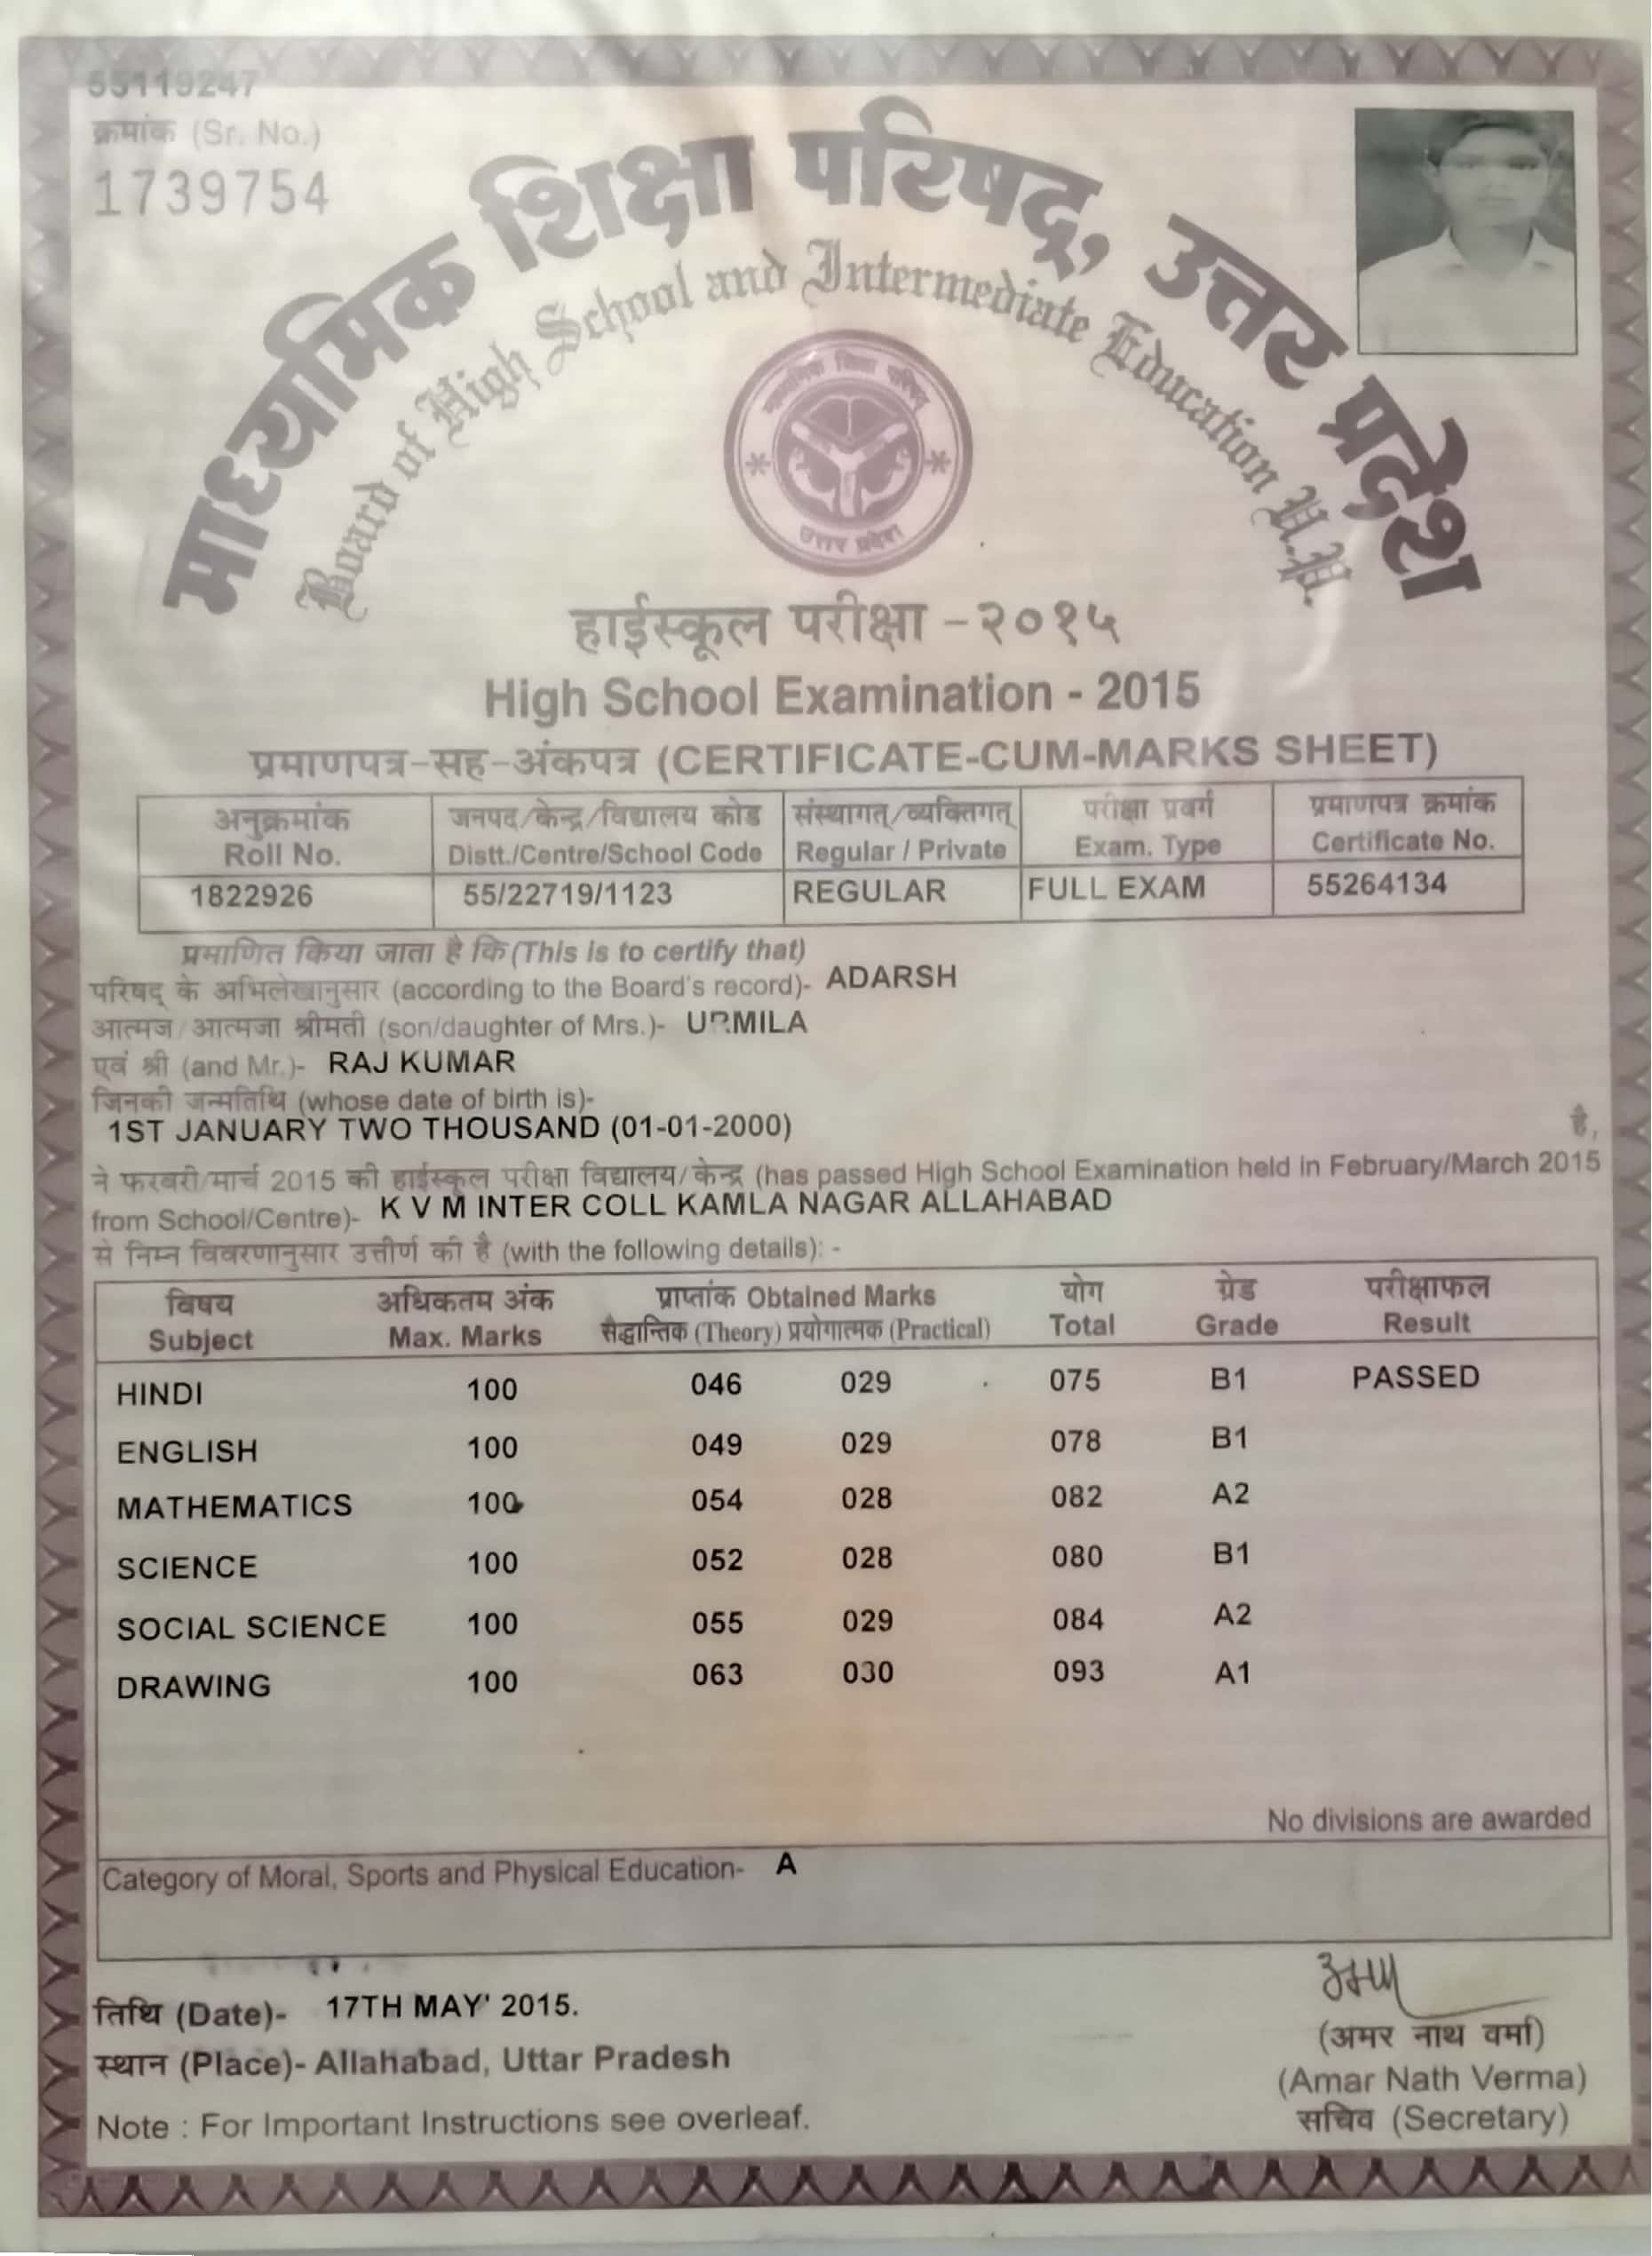 55119247
क्रमांक (Sr. No.)
1739754
माध्यमिक शिक्षा परिषद्, उत्तर प्रदेश
Board of High School and Intermediate Education U.P.
माध्यमिक शिक्षा परिषद्
उत्तर प्रदेश
हाईस्कूल परीक्षा -२०१५
High School Examination - 2015
प्रमाणपत्र-सह-अंकपत्र (CERTIFICATE-CUM-MARKS SHEET)
अनुक्रमांक जनपद/केन्द्र/विद्यालय कोड संस्थागत्/व्यक्तिगत् परीक्षा प्रवर्ग प्रमाणपत्र क्रमांक
Roll No. Distt./Centre/School Code Regular / Private Exam. Type Certificate No.
1822926 55/22719/1123 REGULAR FULL EXAM 55264134
प्रमाणित किया जाता है कि (This is to certify that)
परिषद् के अभिलेखानुसार (according to the Board's record)- ADARSH
आत्मज/आत्मजा श्रीमती (son/daughter of Mrs.)- URMILA
एवं श्री (and Mr.)- RAJ KUMAR
जिनकी जन्मतिथि (whose date of birth is)-
1ST JANUARY TWO THOUSAND (01-01-2000) है,
ने फरवरी/मार्च 2015 की हाईस्कूल परीक्षा विद्यालय/केन्द्र (has passed High School Examination held in February/March 2015
from School/Centre)- K V M INTER COLL KAMLA NAGAR ALLAHABAD
से निम्न विवरणानुसार उत्तीर्ण की है (with the following details): -
विषय अधिकतम अंक प्राप्तांक Obtained Marks योग ग्रेड परीक्षाफल
Subject Max. Marks सैद्धान्तिक (Theory) प्रयोगात्मक (Practical) Total Grade Result
HINDI 100 046 029 075 B1 PASSED
ENGLISH 100 049 029 078 B1
MATHEMATICS 100 054 028 082 A2
SCIENCE 100 052 028 080 B1
SOCIAL SCIENCE 100 055 029 084 A2
DRAWING 100 063 030 093 A1
No divisions are awarded
Category of Moral, Sports and Physical Education- A
तिथि (Date)- 17TH MAY' 2015.
स्थान (Place)- Allahabad, Uttar Pradesh
Note : For Important Instructions see overleaf.
(अमर नाथ वर्मा)
(Amar Nath Verma)
सचिव (Secretary)